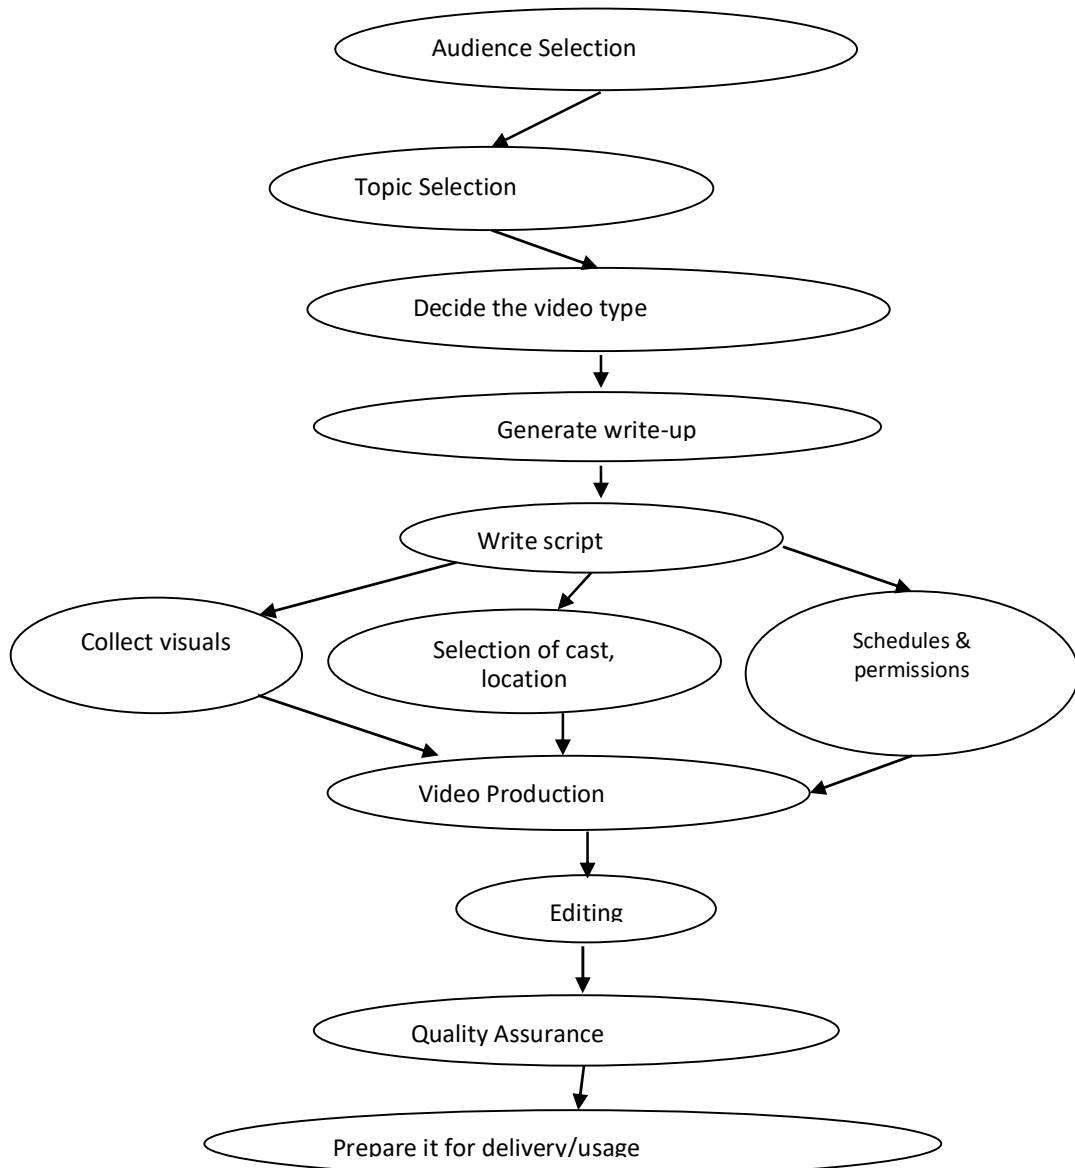 Audience Selection
Topic Selection
Decide the video type
Generate write-up
Write script
Collect visuals
Selection of cast,
location
Schedules &
permissions
Video Production
Editing
Quality Assurance
Prepare it for delivery/usage